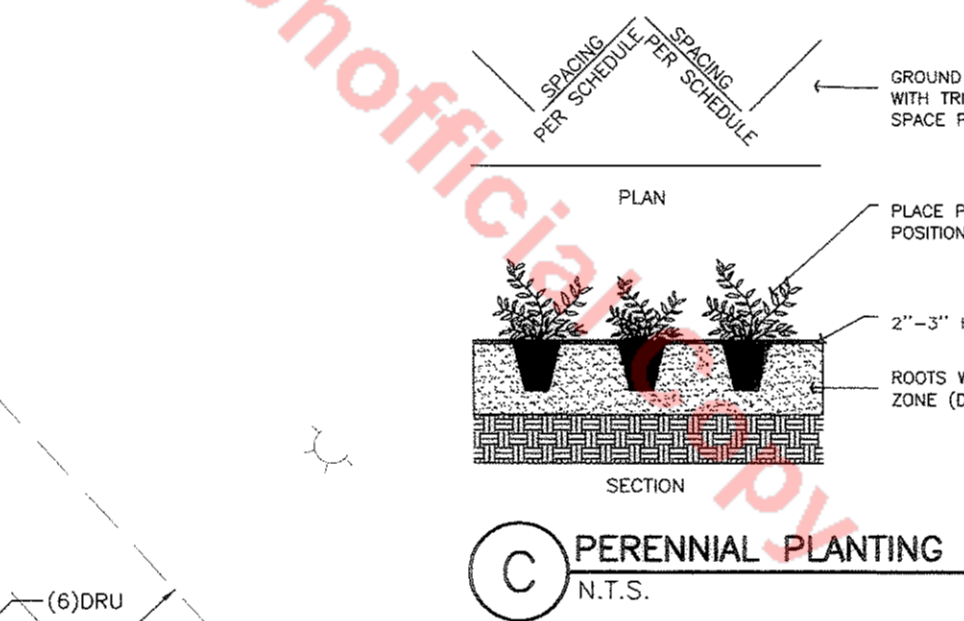 SPACING
PER SCHEDULE
SPACING
PER SCHEDULE
GROUND
WITH
SPACE
PLAN
PLACE
POSITION
2"-3"
ROOTS
ZONE
SECTION
C
PERENNIAL PLANTING
N.T.S.
(6)DRU
Unofficial Copy